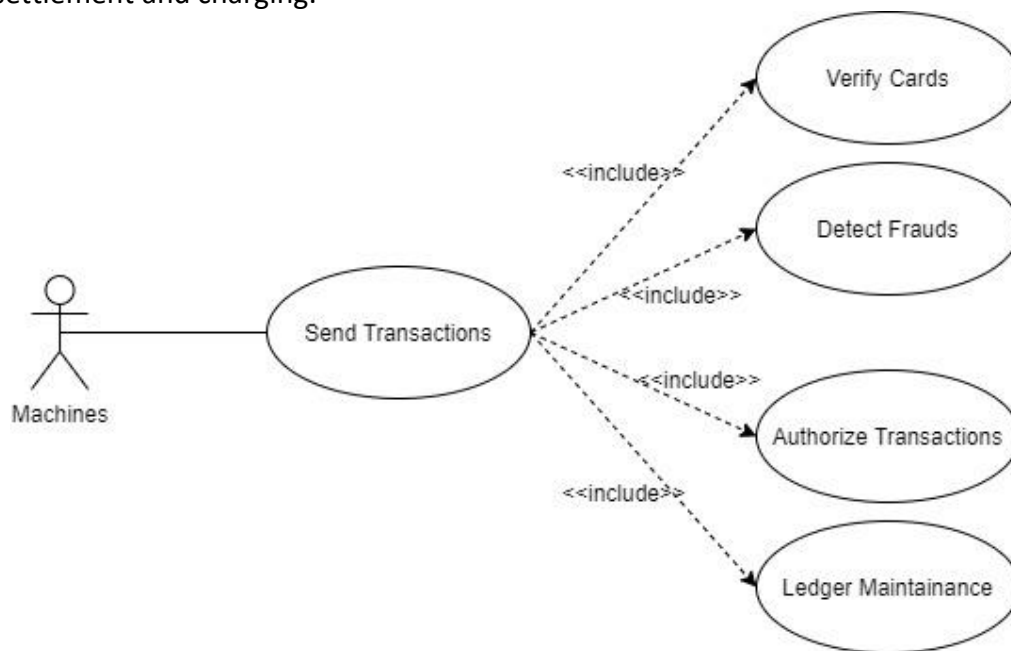 settlement and charging.
Verify Cards
<<include>>
Detect Frauds
<<include>>
Send Transactions
Machines
<<include>>
Authorize Transactions
<<include>>
Ledger Maintainance